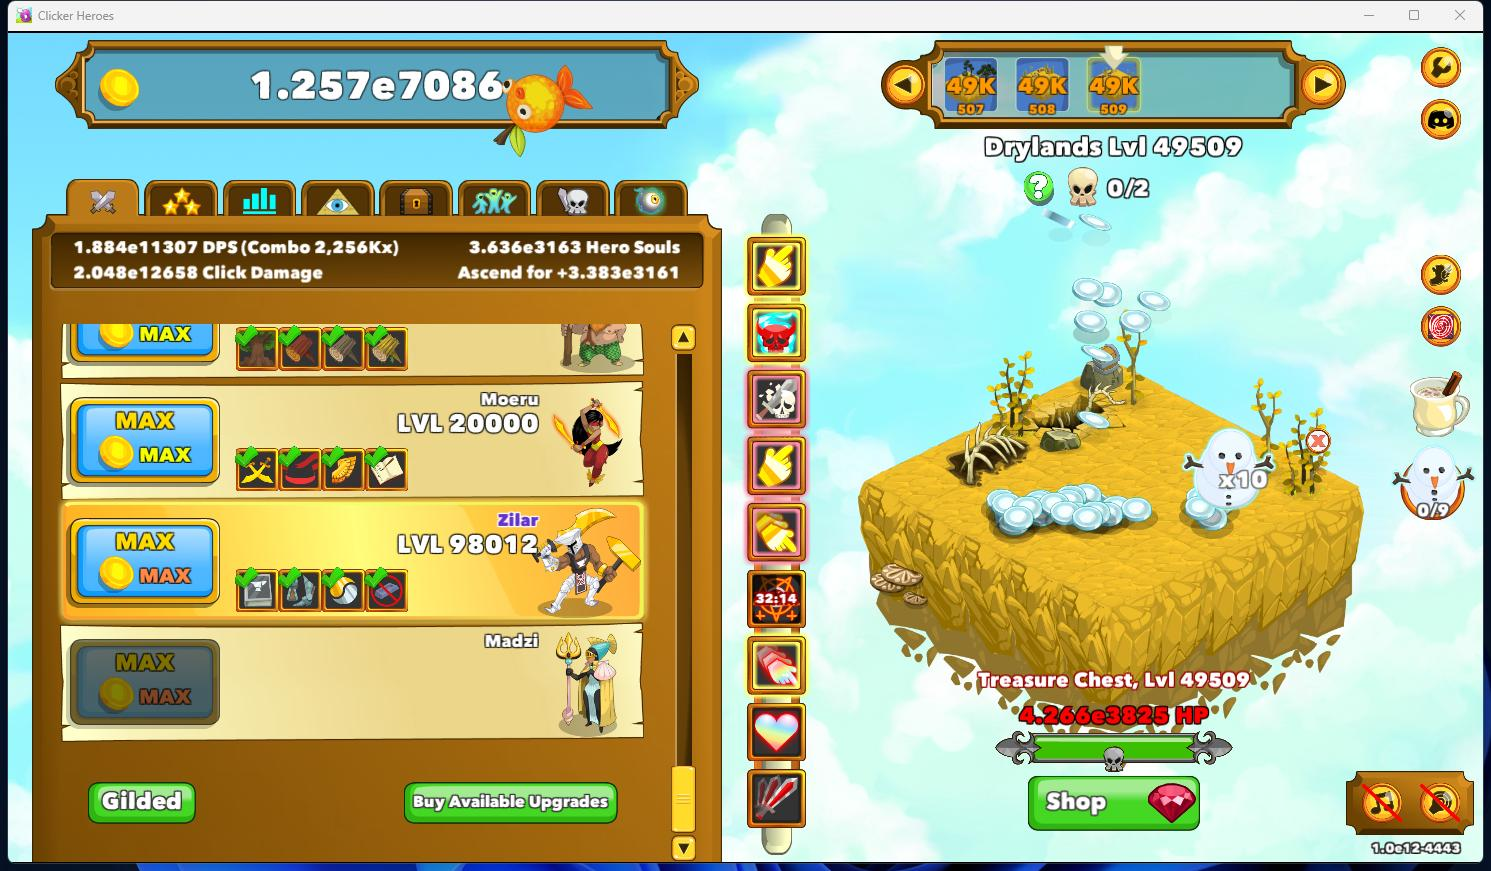 Clicker Heroes
1.257e7086
49K
507
49K
508
49K
509
Drylands Lvl 49509
?
0/2
1.884e11307 DPS (Combo 2,256Kx)
3.636e3163 Hero Souls
2.048e12658 Click Damage
Ascend for +3.383e3161
MAX
Moeru
MAX
LVL 20000
MAX
Zilar
MAX
LVL 98012
MAX
Madzi
MAX
MAX
Gilded
Buy Available Upgrades
32:14
x10
0/9
Treasure Chest, Lvl 49509
4.266e3825 HP
Shop
1.0e12-4443